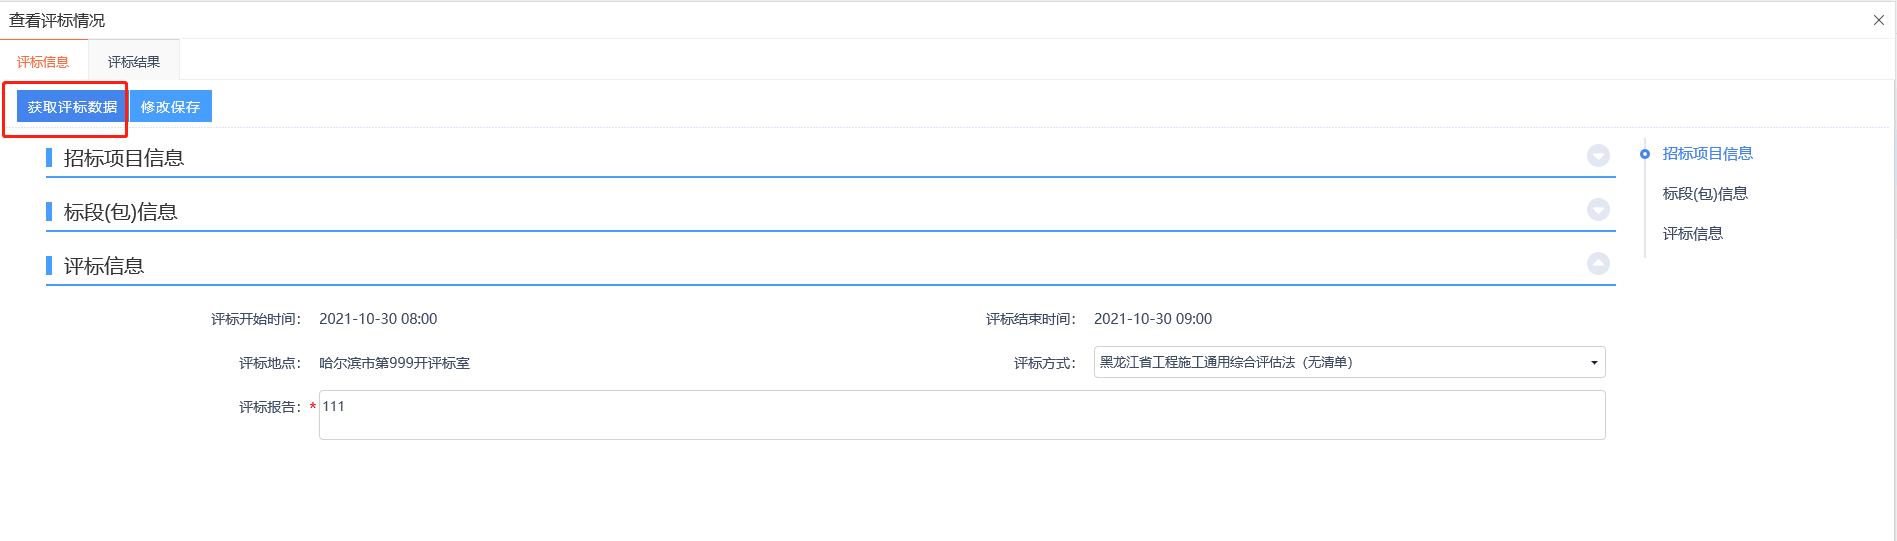 查看评标情况
评标信息 评标结果
获取评标数据 修改保存
招标项目信息
标段(包)信息
评标信息
评标开始时间： 2021-10-30 08:00 评标结束时间： 2021-10-30 09:00
评标地点： 哈尔滨市第999开评标室 评标方式： 黑龙江省工程施工通用综合评估法（无清单）
评标报告：* 111
招标项目信息
标段(包)信息
评标信息